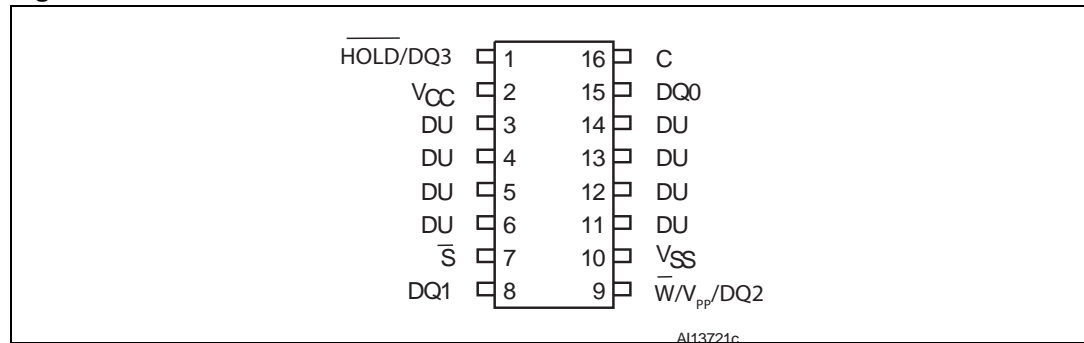 HOLD/DQ3 1 16 C
VCC 2 15 DQ0
DU 3 14 DU
DU 4 13 DU
DU 5 12 DU
DU 6 11 DU
S 7 10 VSS
DQ1 8 9 W/VPP/DQ2
AI13721c